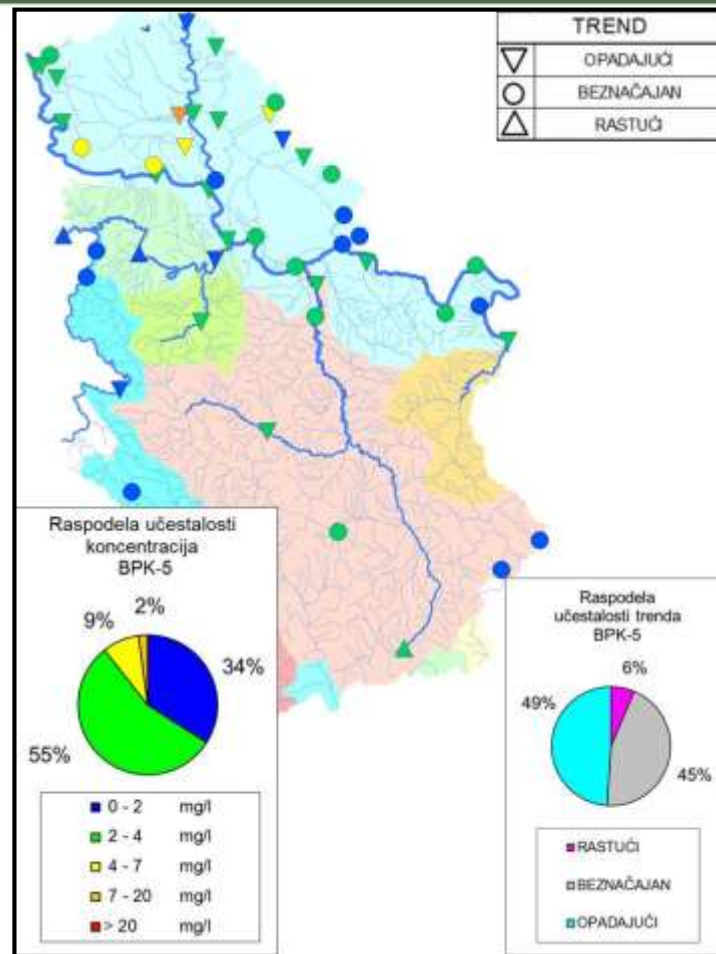 TREND
OPADAJUĆI
BEZNAČAJAN
RASTUĆI
Raspodela učestalosti
koncentracija
BPK-5
9%
2%
34%
55%
0 - 2 mg/l
2 - 4 mg/l
4 - 7 mg/l
7 - 20 mg/l
> 20 mg/l
Raspodela
učestalosti trenda
BPK-5
6%
49%
45%
RASTUĆI
BEZNAČAJAN
OPADAJUĆI